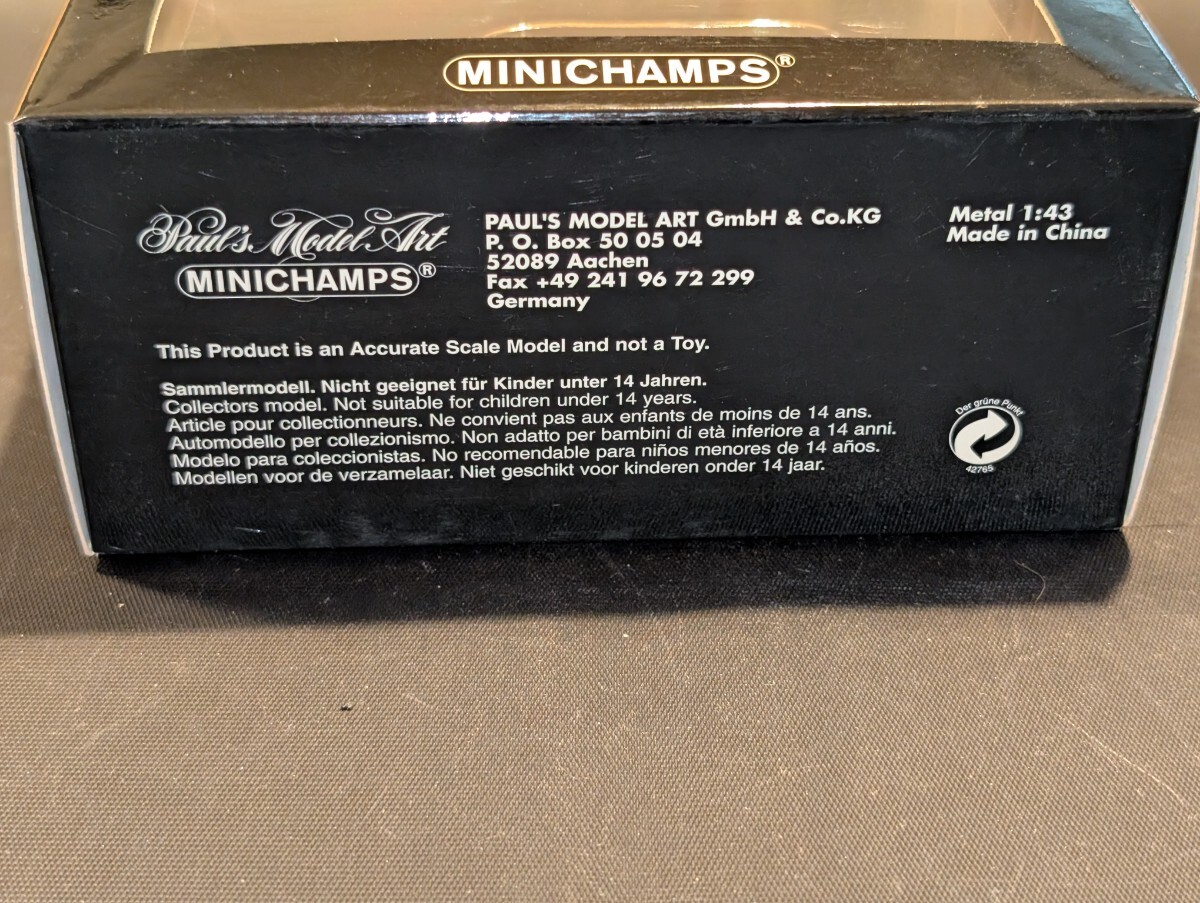 MINICHAMPS®
Paul's Model Art
MINICHAMPS®
PAUL'S MODEL ART GmbH & Co.KG
P. O. Box 50 05 04
52089 Aachen
Fax +49 241 96 72 299
Germany
Metal 1:43
Made in China
This Product is an Accurate Scale Model and not a Toy.
Sammlermodell. Nicht geeignet für Kinder unter 14 Jahren.
Collectors model. Not suitable for children under 14 years.
Article pour collectionneurs. Ne convient pas aux enfants de moins de 14 ans.
Automodello per collezionismo. Non adatto per bambini di età inferiore a 14 anni.
Modelo para coleccionistas. No recomendable para niños menores de 14 años.
Modellen voor de verzamelaar. Niet geschikt voor kinderen onder 14 jaar.
Der grüne Punkt
42765